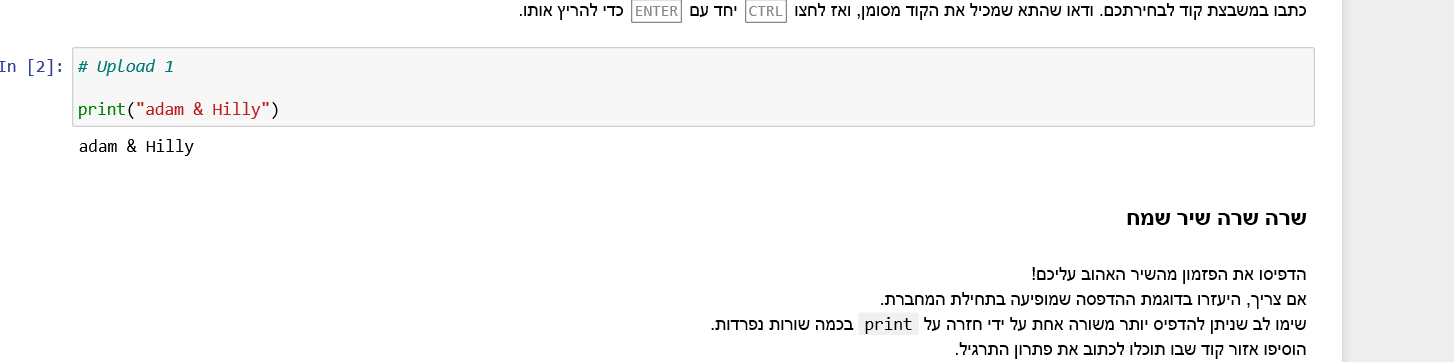 כתבו במשבצת קוד לבחירתכם. ודאו שהתא שמכיל את הקוד מסומן, ואז לחצו CTRL יחד עם ENTER כדי להריץ אותו.
In [2]: # Upload 1
print("adam & Hilly")
adam & Hilly
שרה שרה שיר שמח
הדפיסו את הפזמון מהשיר האהוב עליכם!
אם צריך, היעזרו בדוגמת ההדפסה שמופיעה בתחילת המחברת.
שימו לב שניתן להדפיס יותר משורה אחת על ידי חזרה על print בכמה שורות נפרדות.
הוסיפו אזור קוד שבו תוכלו לכתוב את פתרון התרגיל.